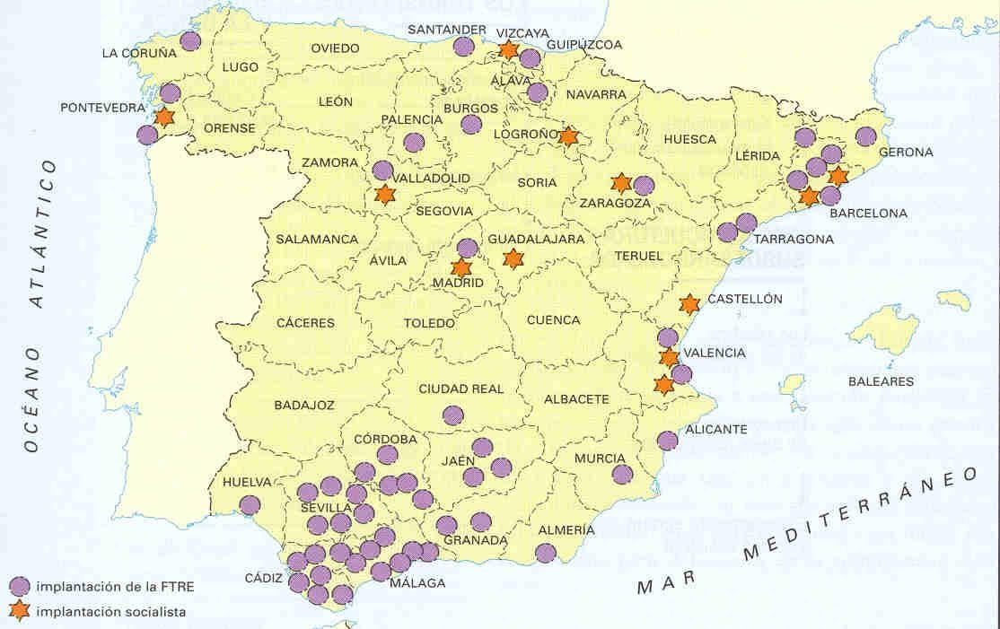 SANTANDER
VIZCAYA
GUIPÚZCOA
LA CORUÑA
OVIEDO
LUGO
ÁLAVA
NAVARRA
LEÓN
PONTEVEDRA
BURGOS
PALENCIA
ORENSE
LOGROÑO
HUESCA
LÉRIDA
GERONA
ZAMORA
VALLADOLID
SORIA
ZARAGOZA
SEGOVIA
BARCELONA
SALAMANCA
GUADALAJARA
TARRAGONA
ÁVILA
TERUEL
MADRID
CASTELLÓN
CÁCERES
TOLEDO
CUENCA
VALENCIA
BALEARES
CIUDAD REAL
ALBACETE
BADAJOZ
ALICANTE
CÓRDOBA
JAÉN
MURCIA
HUELVA
SEVILLA
GRANADA
ALMERÍA
CÁDIZ
MÁLAGA
OCÉANO ATLÁNTICO
MAR MEDITERRÁNEO
implantación de la FTRE
implantación socialista